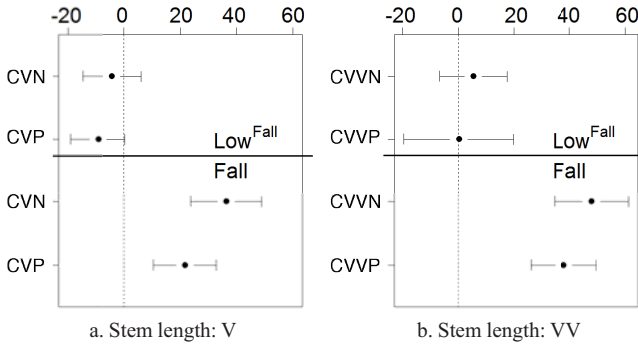 -20 0 20 40 60
CVN
CVP
Low^Fall
Fall
CVN
CVP
a. Stem length: V
-20 0 20 40 60
CVVN
CVVP
Low^Fall
Fall
CVVN
CVVP
b. Stem length: VV